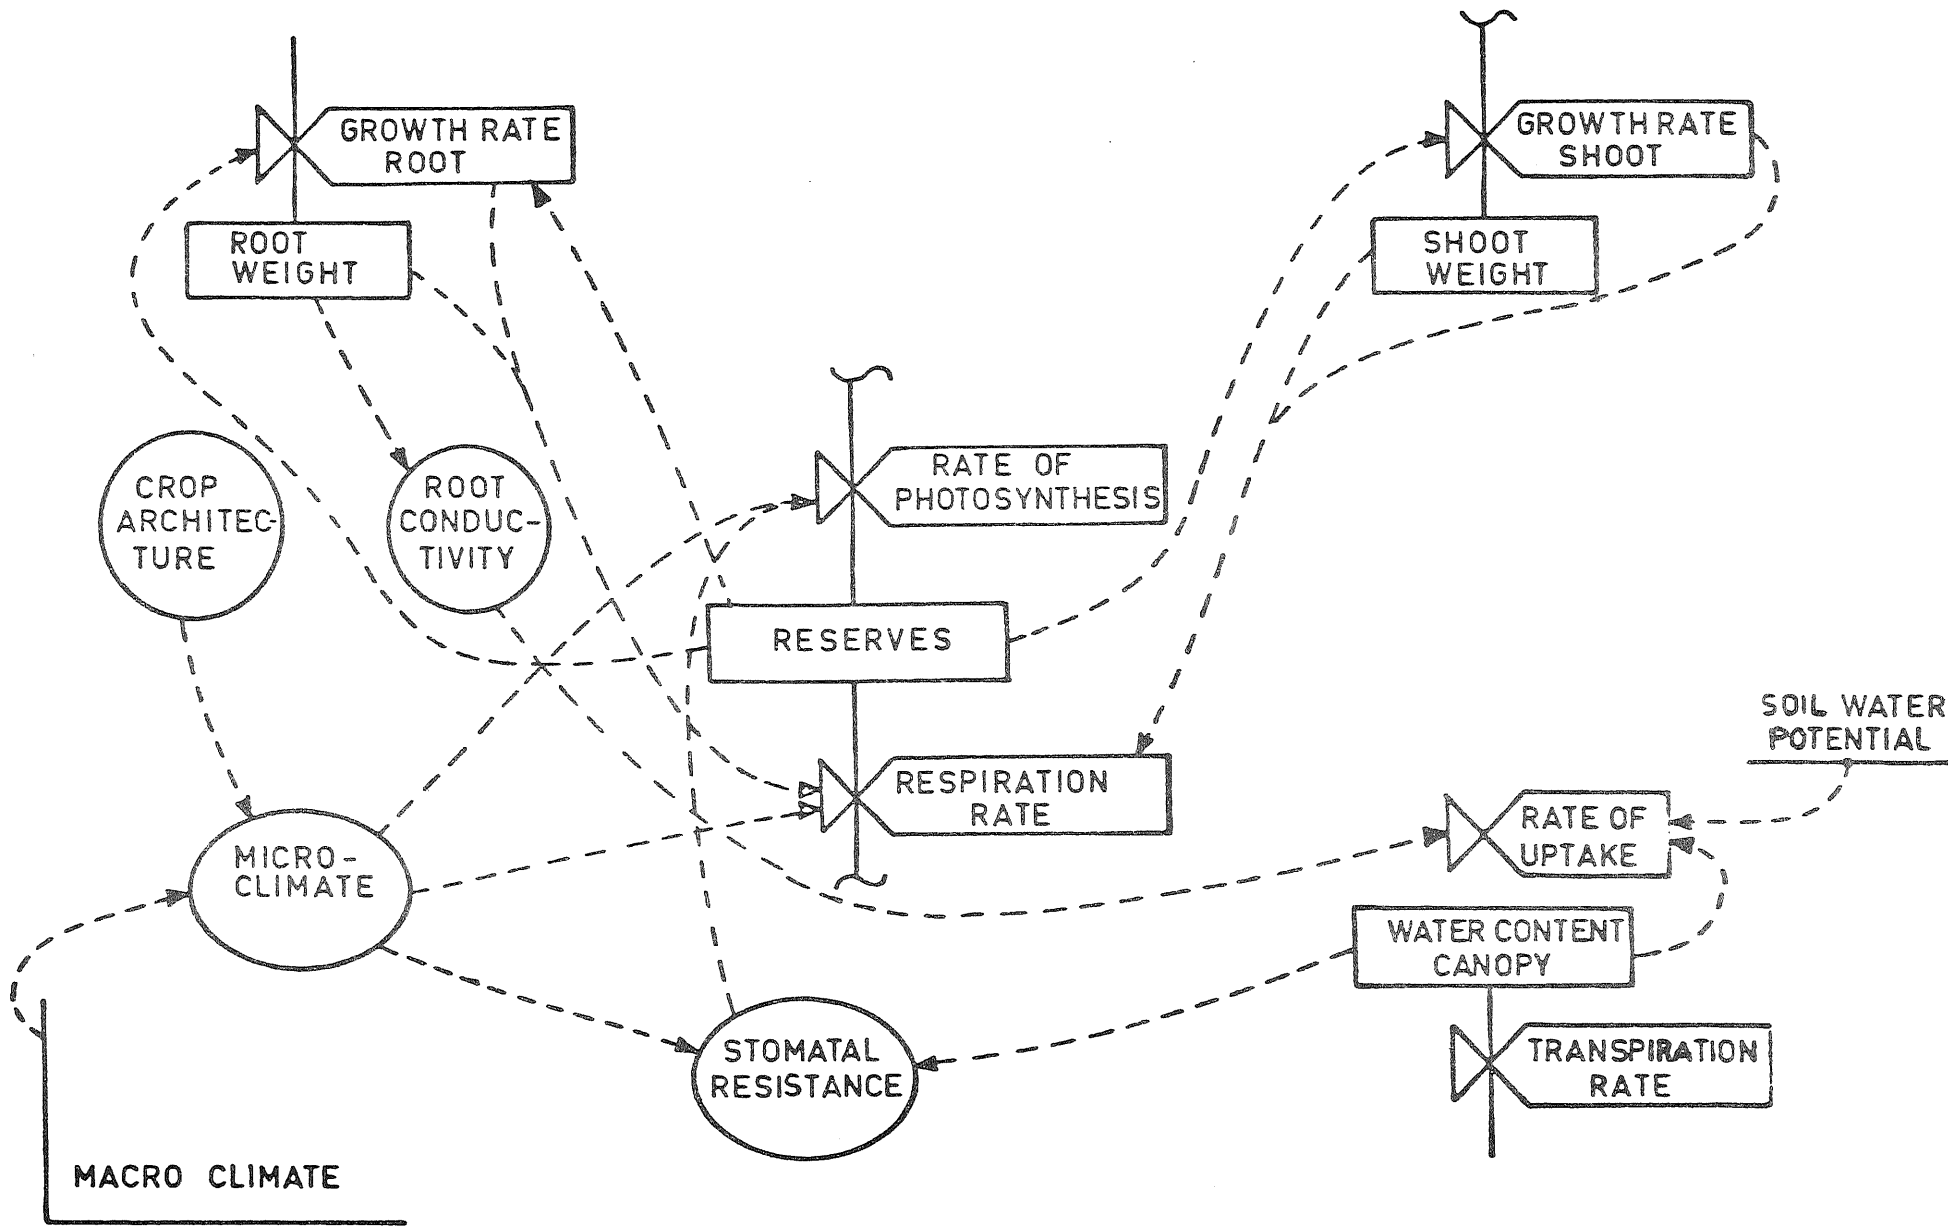 GROWTH RATE
ROOT
GROWTH RATE
SHOOT
ROOT
WEIGHT
SHOOT
WEIGHT
RATE OF
PHOTOSYNTHESIS
CROP
ARCHITEC-
TURE
ROOT
CONDUC-
TIVITY
RESERVES
SOIL WATER
POTENTIAL
RESPIRATION
RATE
RATE OF
UPTAKE
MICRO-
CLIMATE
WATER CONTENT
CANOPY
STOMATAL
RESISTANCE
TRANSPIRATION
RATE
MACRO CLIMATE